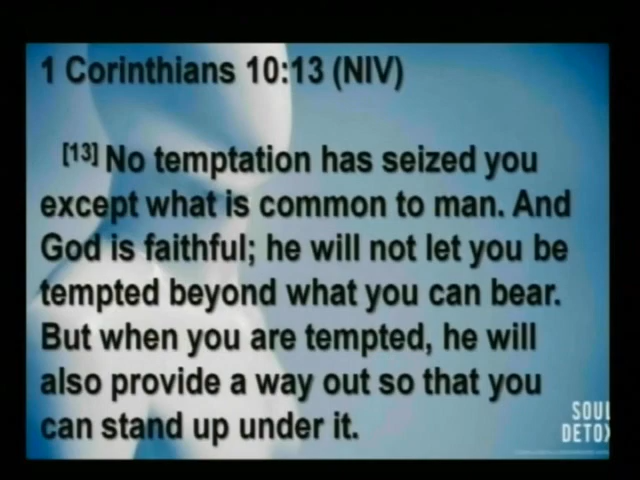 1 Corinthians 10:13 (NIV)
[13] No temptation has seized you
except what is common to man. And
God is faithful; he will not let you be
tempted beyond what you can bear.
But when you are tempted, he will
also provide a way out so that you
can stand up under it.
SOUL
DETOX